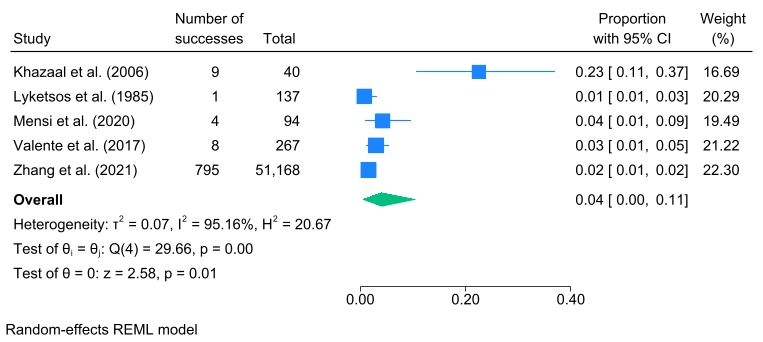 Number of Proportion Weight
Study successes Total with 95% CI (%)
Khazaal et al. (2006) 9 40 0.23 [ 0.11, 0.37] 16.69
Lyketsos et al. (1985) 1 137 0.01 [ 0.01, 0.03] 20.29
Mensi et al. (2020) 4 94 0.04 [ 0.01, 0.09] 19.49
Valente et al. (2017) 8 267 0.03 [ 0.01, 0.05] 21.22
Zhang et al. (2021) 795 51,168 0.02 [ 0.01, 0.02] 22.30
Overall 0.04 [ 0.00, 0.11]
Heterogeneity: τ² = 0.07, I² = 95.16%, H² = 20.67
Test of θᵢ = θⱼ: Q(4) = 29.66, p = 0.00
Test of θ = 0: z = 2.58, p = 0.01
0.00 0.20 0.40
Random-effects REML model